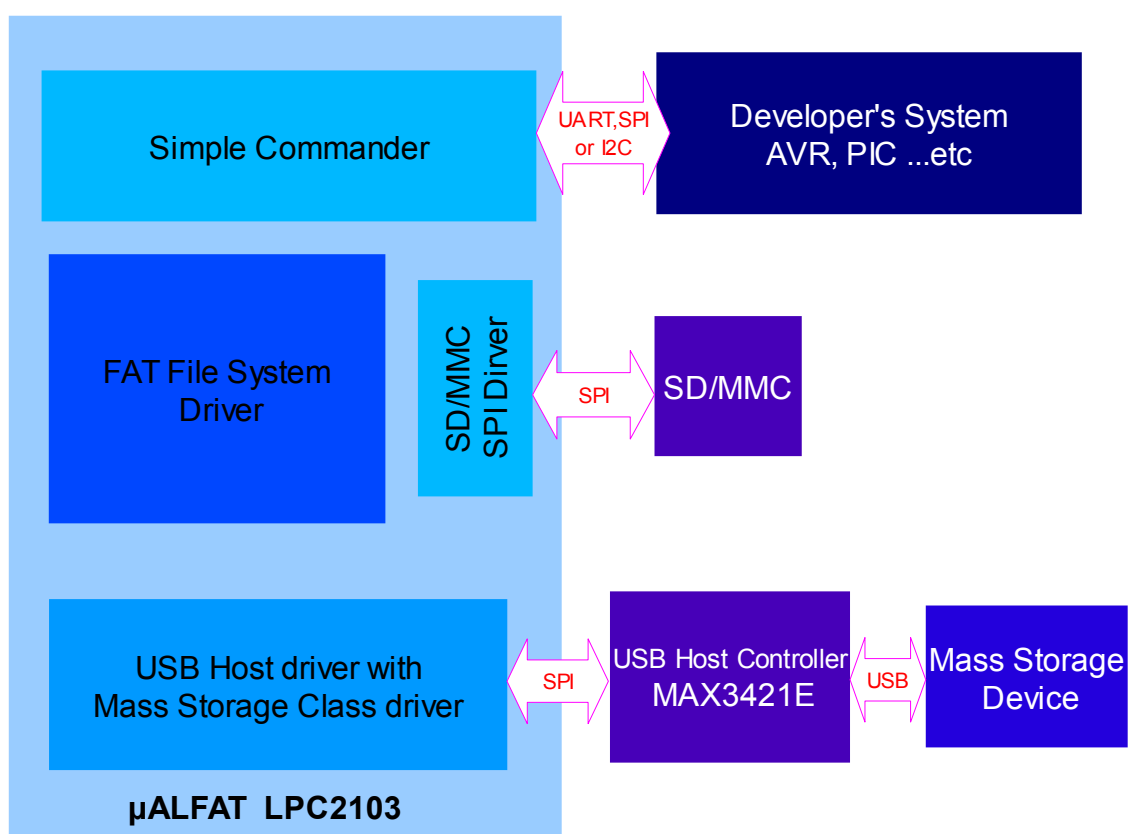 Simple Commander
UART,SPI
or I2C
Developer's System
AVR, PIC ...etc
FAT File System
Driver
SD/MMC
SPI Dirver
SPI
SD/MMC
USB Host driver with
Mass Storage Class driver
SPI
USB Host Controller
MAX3421E
USB
Mass Storage
Device
µALFAT LPC2103